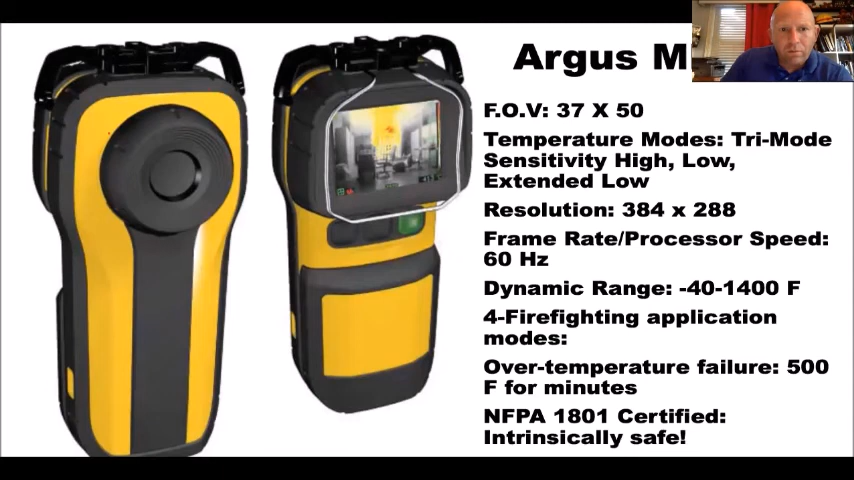 Argus M
F.O.V: 37 X 50
Temperature Modes: Tri-Mode
Sensitivity High, Low,
Extended Low
Resolution: 384 x 288
Frame Rate/Processor Speed:
60 Hz
Dynamic Range: -40-1400 F
4-Firefighting application
modes:
Over-temperature failure: 500
F for minutes
NFPA 1801 Certified:
Intrinsically safe!